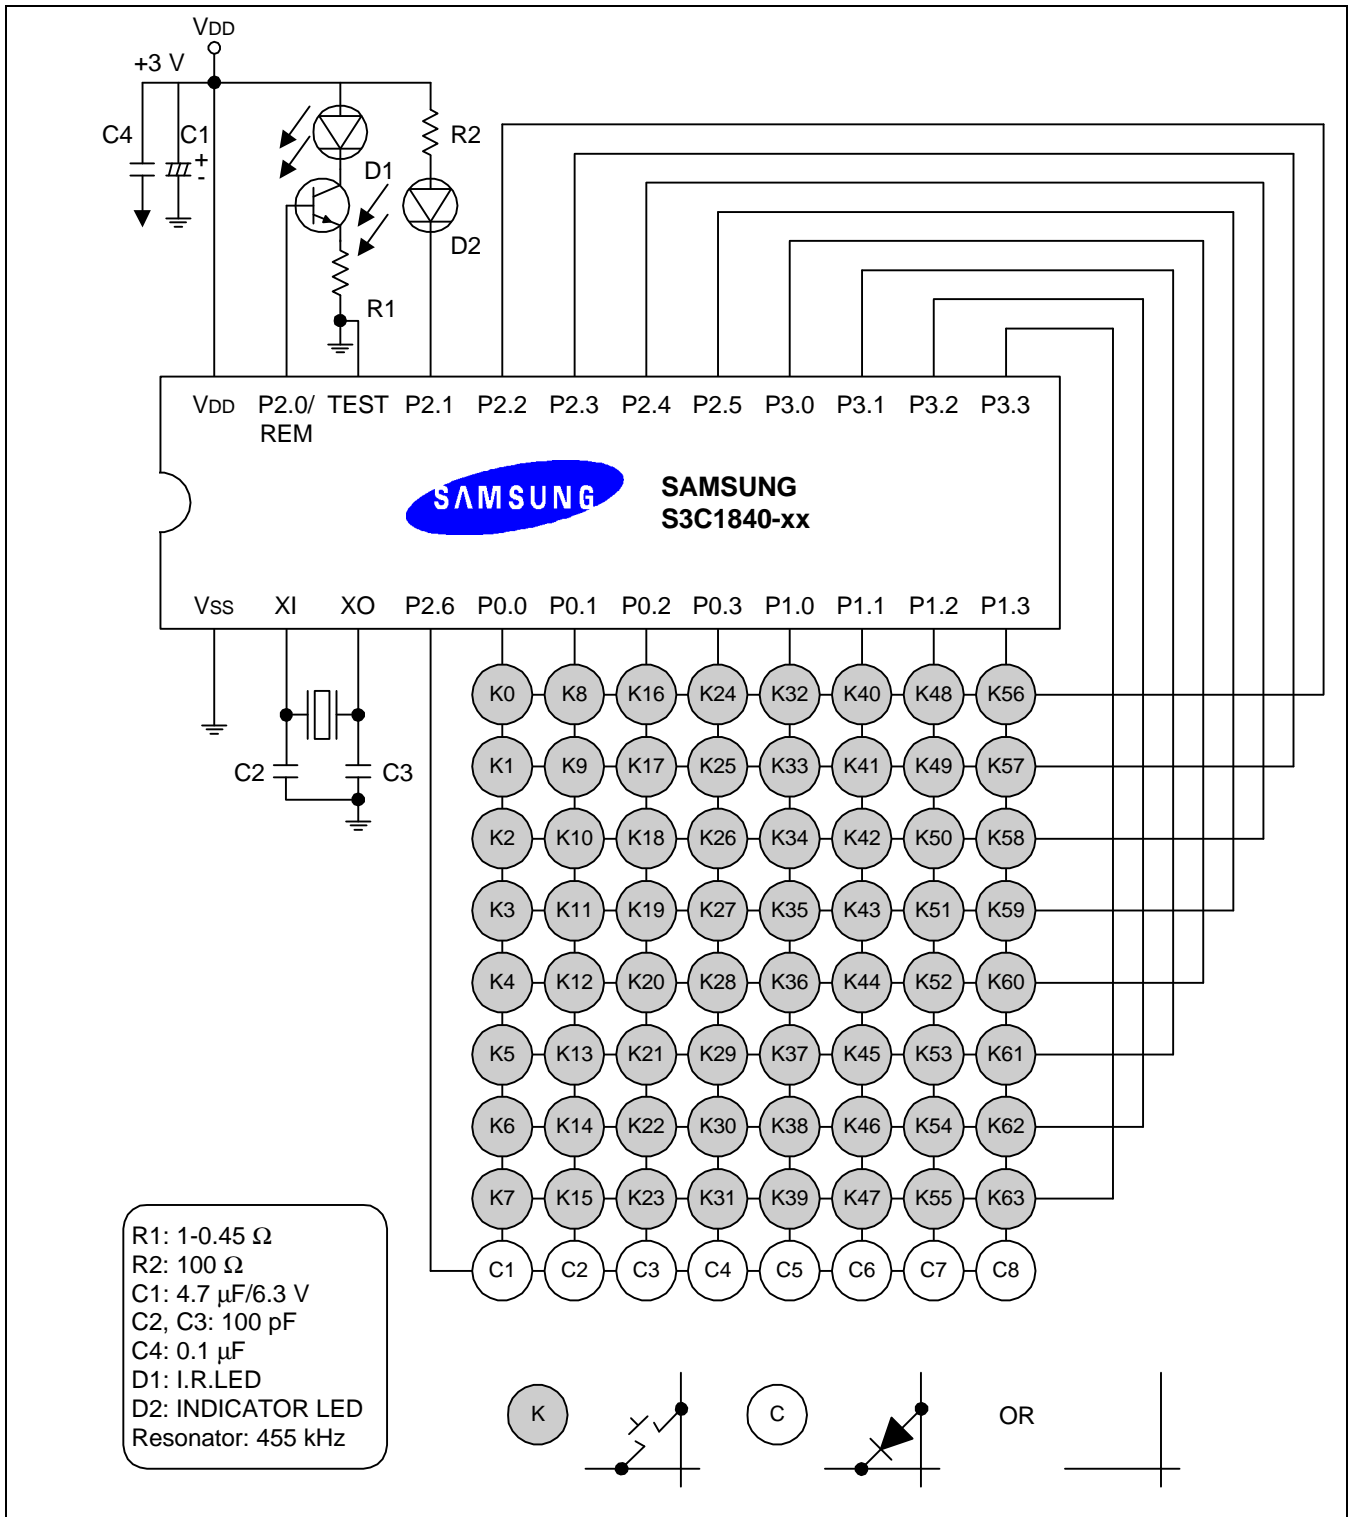 VDD
+3 V
C4 C1 R2
+
-
D1
D2
R1
VDD P2.0/ TEST P2.1 P2.2 P2.3 P2.4 P2.5 P3.0 P3.1 P3.2 P3.3
REM
SAMSUNG
SAMSUNG
S3C1840-xx
VSS XI XO P2.6 P0.0 P0.1 P0.2 P0.3 P1.0 P1.1 P1.2 P1.3
K0 K8 K16 K24 K32 K40 K48 K56
C2 C3
K1 K9 K17 K25 K33 K41 K49 K57
K2 K10 K18 K26 K34 K42 K50 K58
K3 K11 K19 K27 K35 K43 K51 K59
K4 K12 K20 K28 K36 K44 K52 K60
K5 K13 K21 K29 K37 K45 K53 K61
K6 K14 K22 K30 K38 K46 K54 K62
K7 K15 K23 K31 K39 K47 K55 K63
C1 C2 C3 C4 C5 C6 C7 C8
R1: 1-0.45 Ω
R2: 100 Ω
C1: 4.7 μF/6.3 V
C2, C3: 100 pF
C4: 0.1 μF
D1: I.R.LED
D2: INDICATOR LED
Resonator: 455 kHz
K C OR